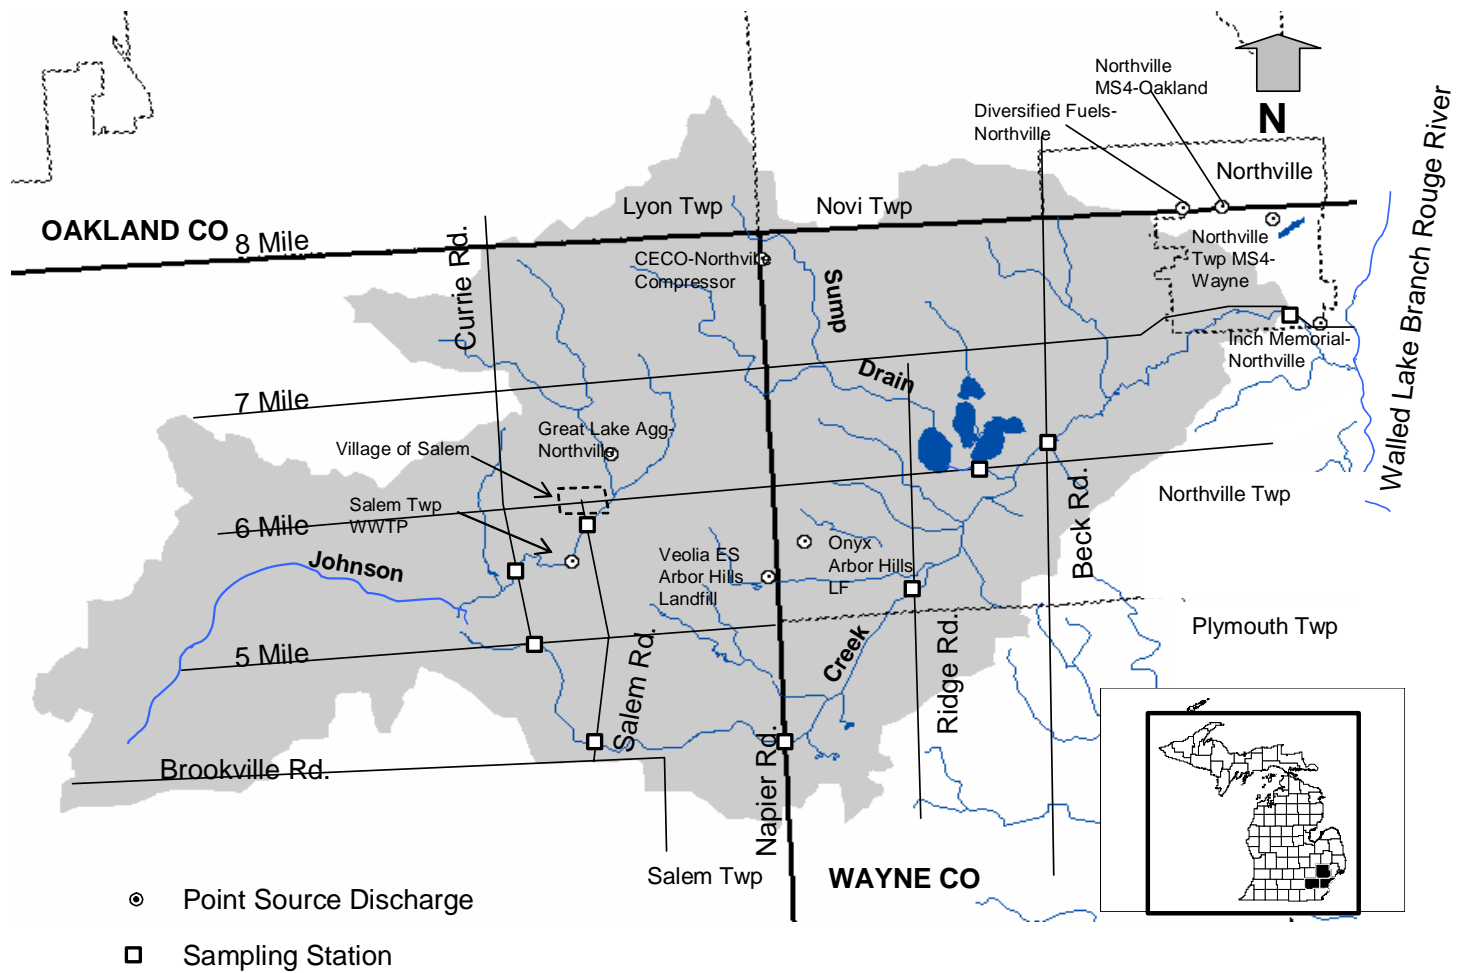 Northville
MS4-Oakland
Diversified Fuels-
Northville
N
Northville
Walled Lake Branch Rouge River
Lyon Twp
Novi Twp
OAKLAND CO
8 Mile
Currie Rd.
CECO-Northville
Compressor
Sump
Northville
Twp MS4-
Wayne
Inch Memorial-
Northville
Drain
7 Mile
Great Lake Agg-
Northville
Village of Salem
Salem Twp
WWTP
6 Mile
Johnson
Northville Twp
Beck Rd.
Veolia ES
Arbor Hills
Landfill
Onyx
Arbor Hills
LF
5 Mile
Salem Rd.
Creek
Ridge Rd.
Plymouth Twp
Brookville Rd.
Napier Rd.
Salem Twp
WAYNE CO
Point Source Discharge
Sampling Station